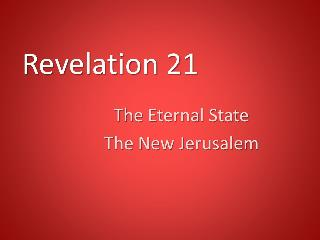 Revelation 21
The Eternal State
The New Jerusalem